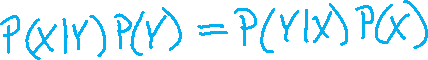 P(X|Y)P(Y) = P(Y|X)P(X)